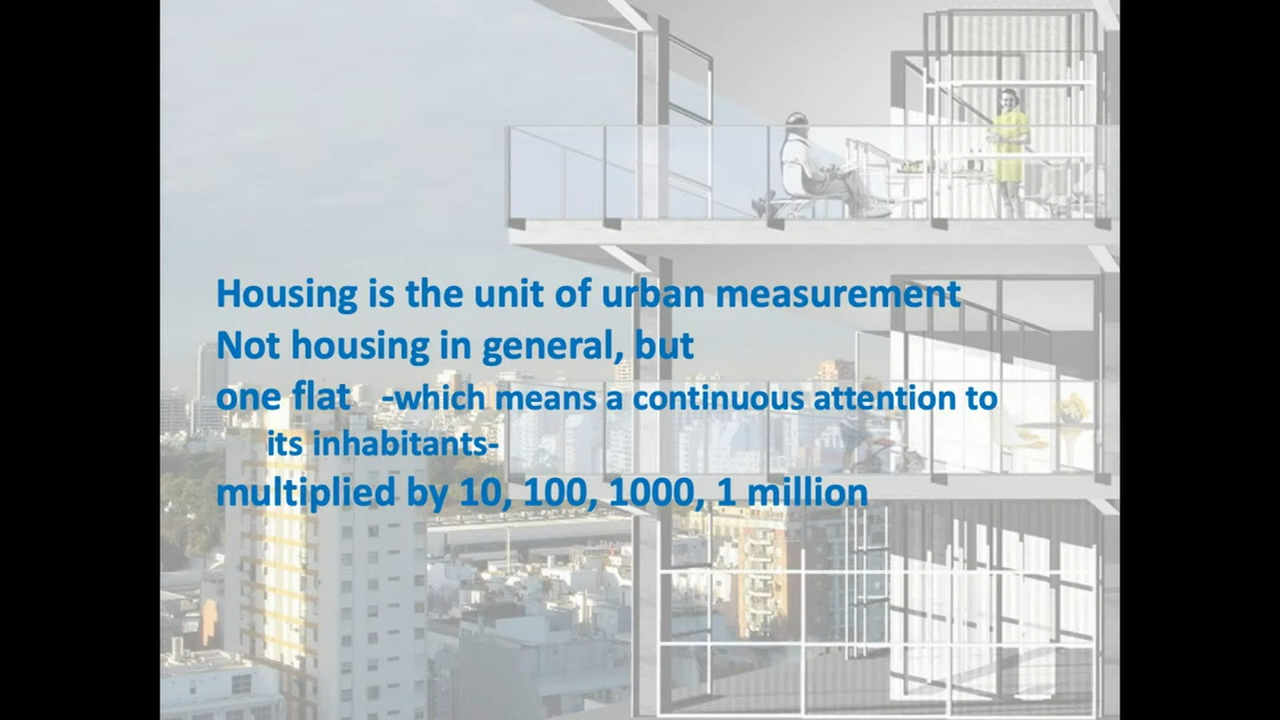 Housing is the unit of urban measurement
Not housing in general, but
one flat -which means a continuous attention to
its inhabitants-
multiplied by 10, 100, 1000, 1 million